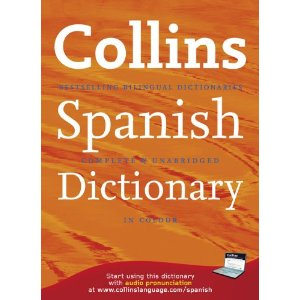 Collins
BESTSELLING BILINGUAL DICTIONARIES
Spanish
COMPLETE & UNABRIDGED
Dictionary
IN COLOUR
Start using this dictionary
with audio pronunciation
at www.collinslanguage.com/spanish
Collins